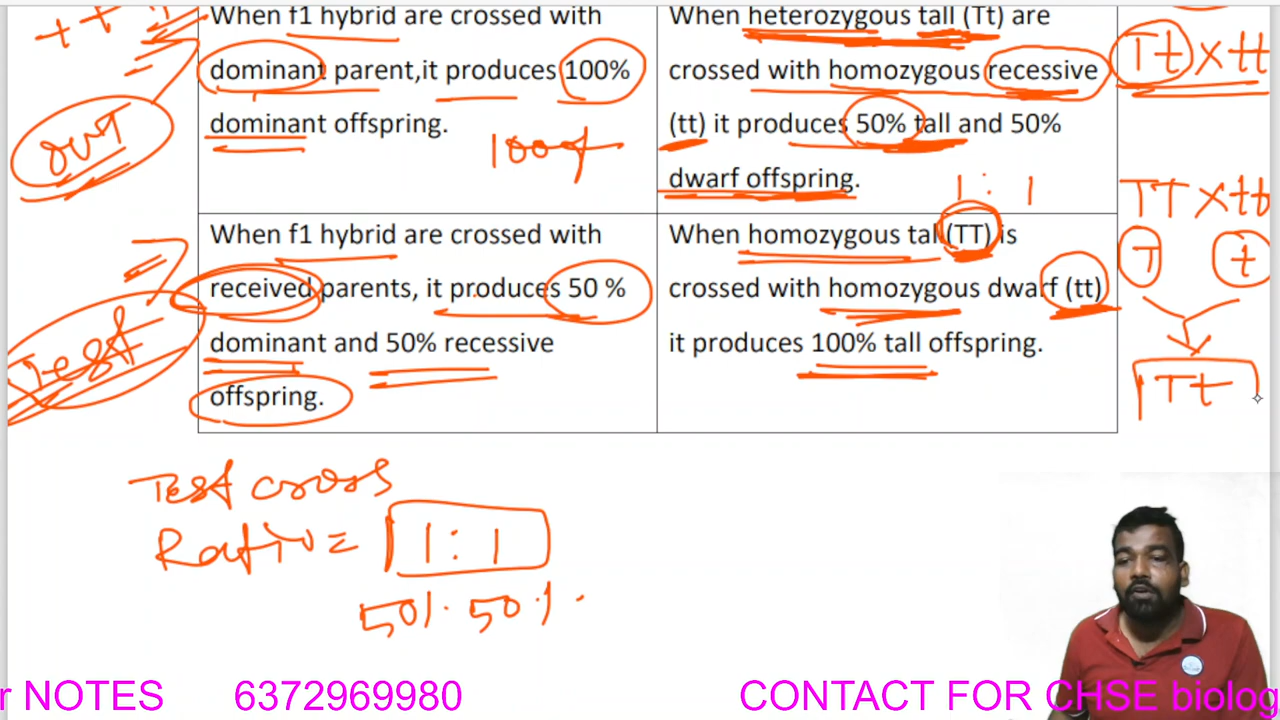 When f1 hybrid are crossed with
dominant parent,it produces 100%
dominant offspring.
100%
out
When heterozygous tall (Tt) are
crossed with homozygous recessive
(tt) it produces 50% tall and 50%
dwarf offspring.
1 : 1
Tt x tt
When f1 hybrid are crossed with
received parents, it produces 50 %
dominant and 50% recessive
offspring.
Test
When homozygous tal (TT) is
crossed with homozygous dwarf (tt)
it produces 100% tall offspring.
TT x tt
T t
Tt
Test cross
Ratio = 1 : 1
50%. 50%.
r NOTES 6372969980 CONTACT FOR CHSE biolog